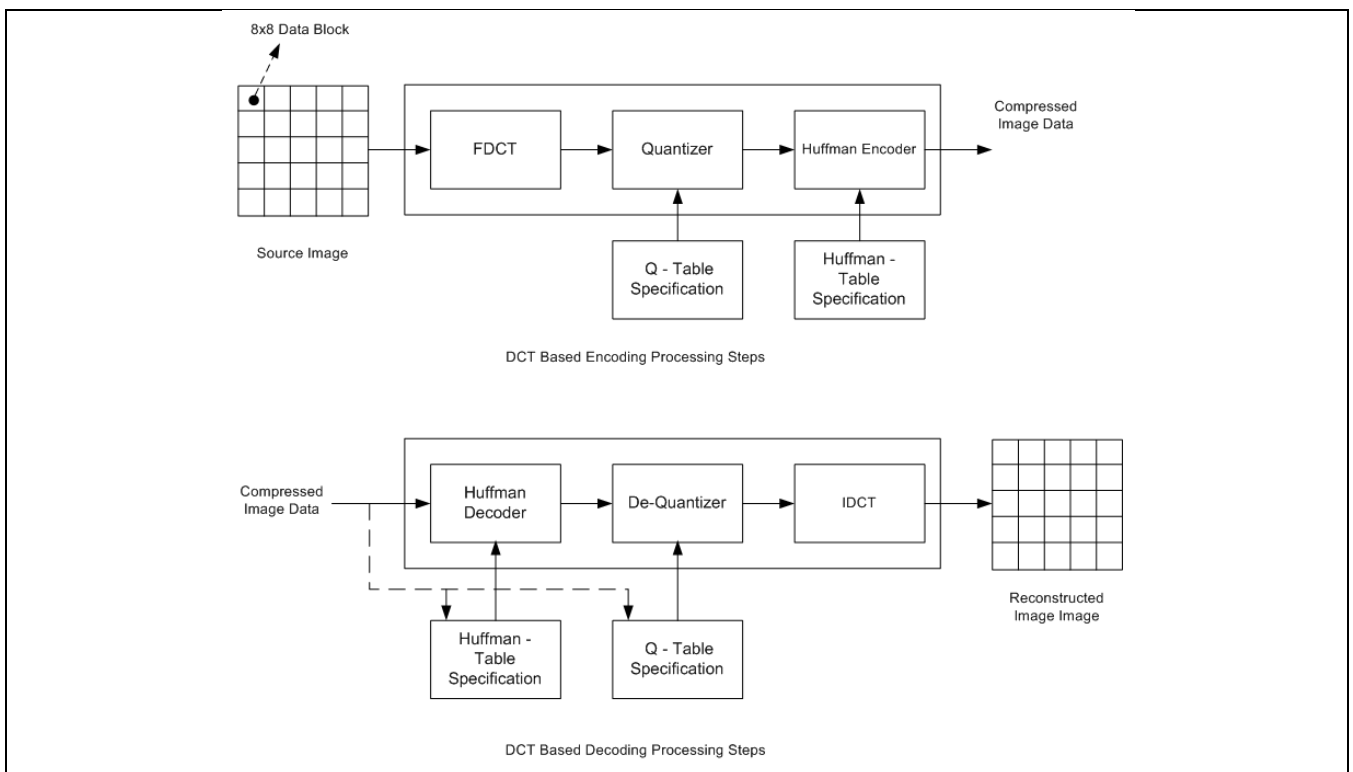 8x8 Data Block
FDCT
Quantizer
Huffman Encoder
Compressed
Image Data
Source Image
Q - Table
Specification
Huffman -
Table
Specification
DCT Based Encoding Processing Steps
Compressed
Image Data
Huffman
Decoder
De-Quantizer
IDCT
Reconstructed
Image Image
Huffman -
Table
Specification
Q - Table
Specification
DCT Based Decoding Processing Steps